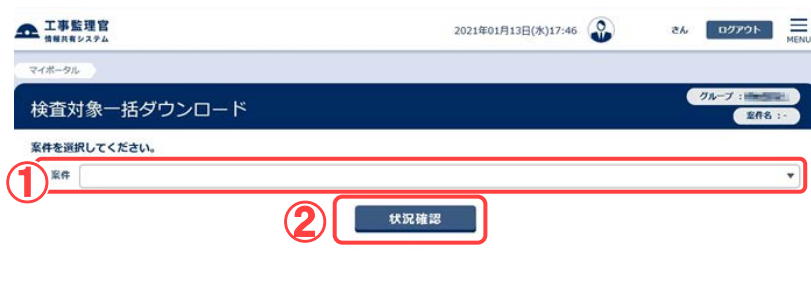 工事監理官
情報共有システム
2021年01月13日(水)17:46
さん
ログアウト
MENU
マイポータル
検査対象一括ダウンロード
グループ :
案件名 : -
案件を選択してください。
① 案件
② 状況確認